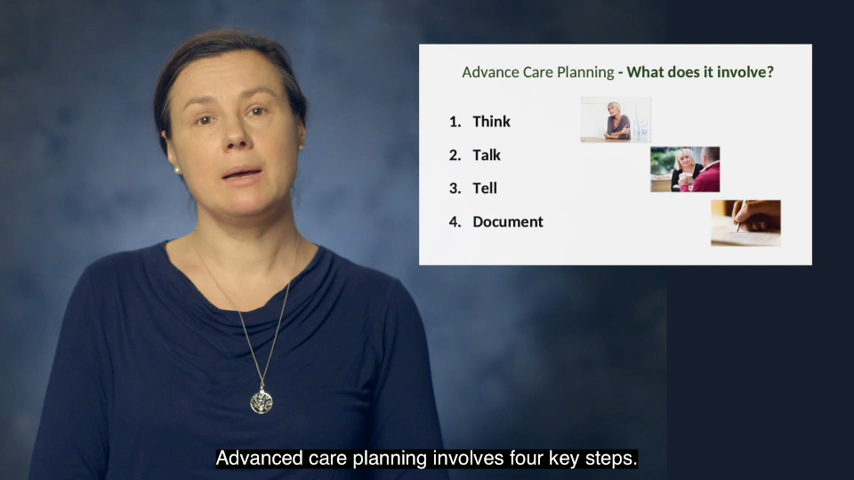 Advance Care Planning - What does it involve?
1. Think
2. Talk
3. Tell
4. Document
Advanced care planning involves four key steps.